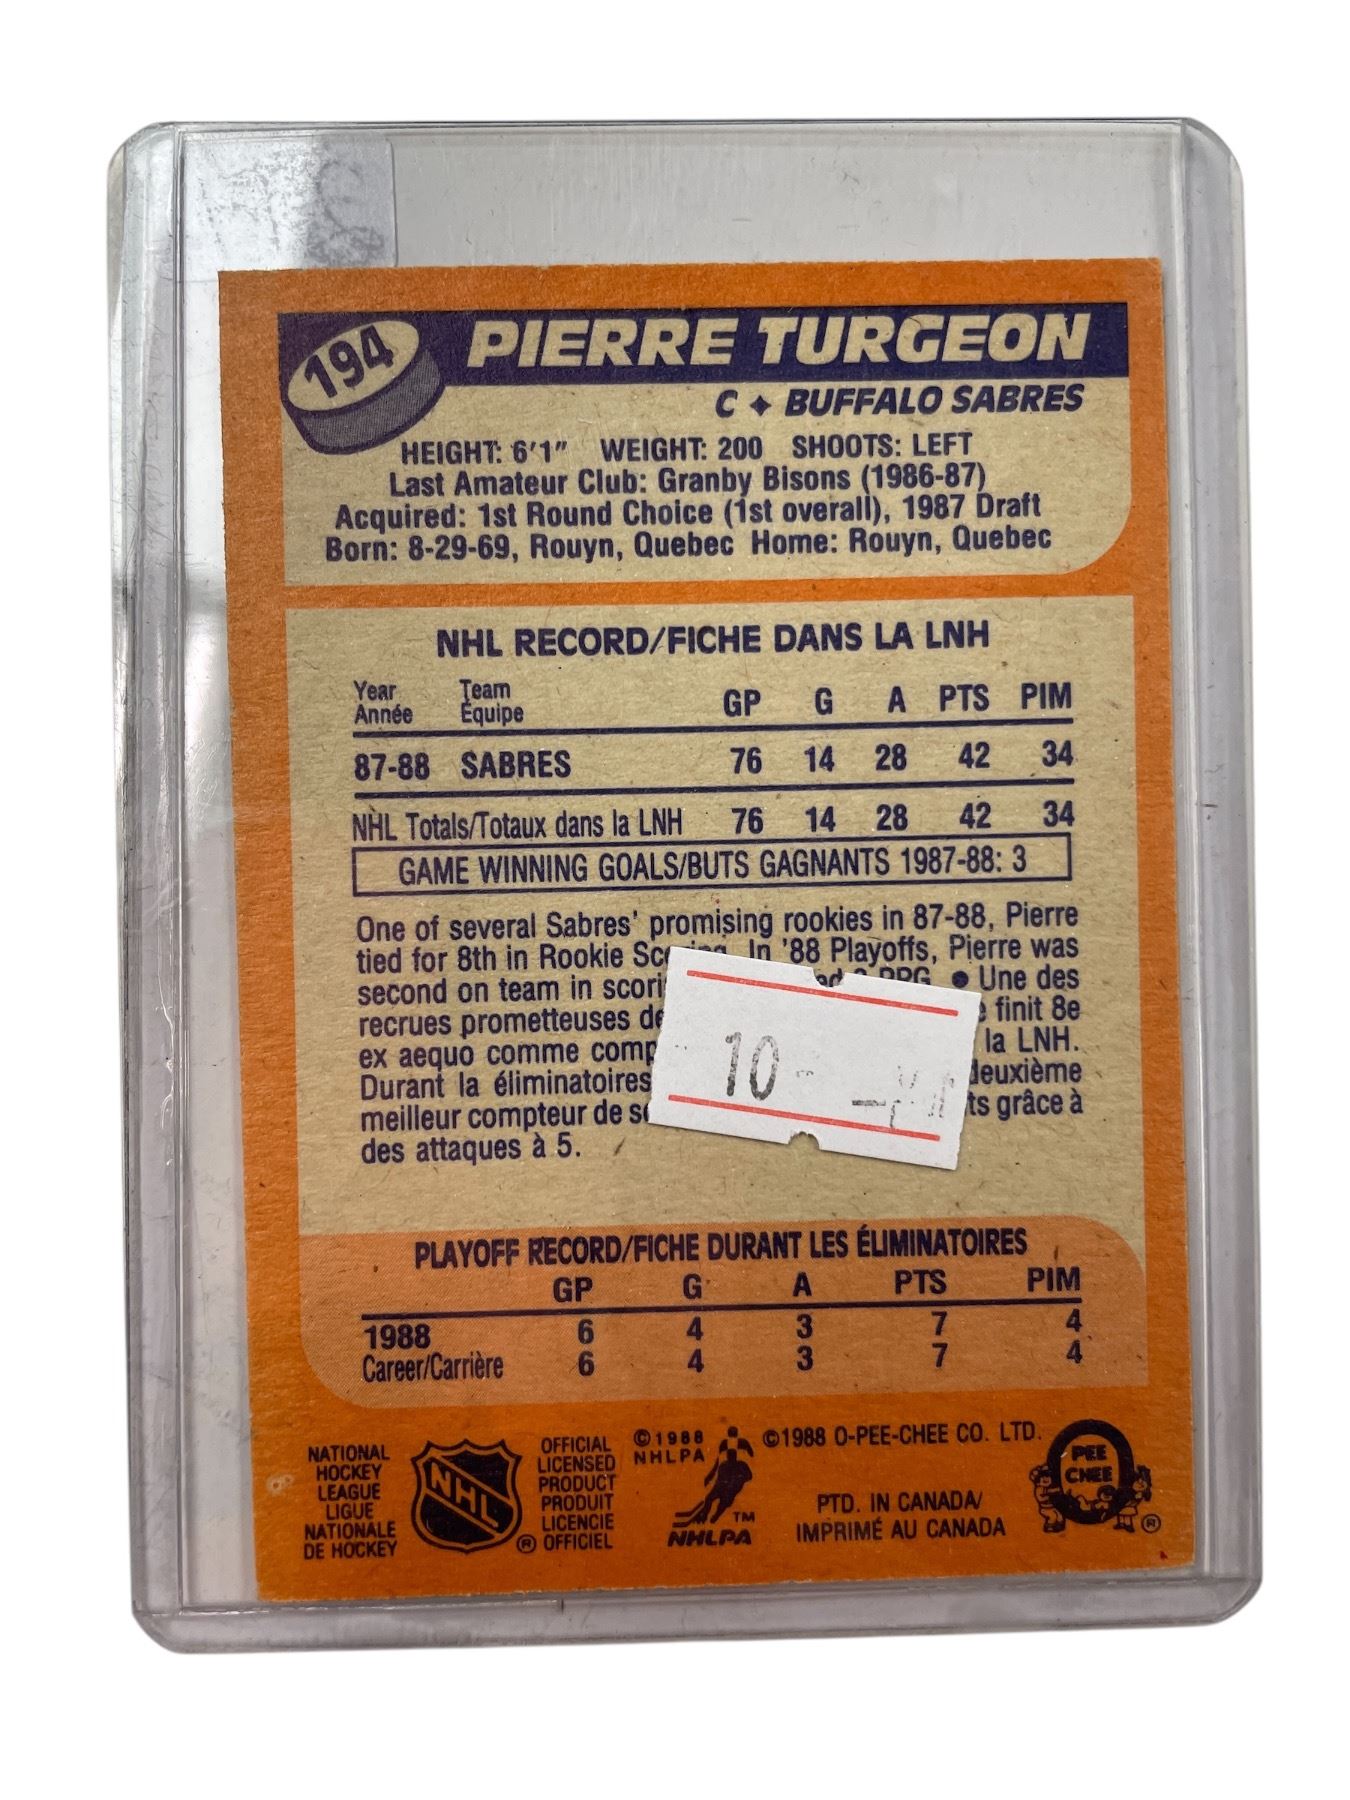 194
PIERRE TURGEON
C ✦ BUFFALO SABRES
HEIGHT: 6'1" WEIGHT: 200 SHOOTS: LEFT
Last Amateur Club: Granby Bisons (1986-87)
Acquired: 1st Round Choice (1st overall), 1987 Draft
Born: 8-29-69, Rouyn, Quebec Home: Rouyn, Quebec
NHL RECORD/FICHE DANS LA LNH
Year Team
Année Équipe GP G A PTS PIM
87-88 SABRES 76 14 28 42 34
NHL Totals/Totaux dans la LNH 76 14 28 42 34
GAME WINNING GOALS/BUTS GAGNANTS 1987-88: 3
One of several Sabres' promising rookies in 87-88, Pierre
tied for 8th in Rookie Scoring. In '88 Playoffs, Pierre was
second on team in PPG. ● Une des
recrues prometteuses finit 8e
ex aequo comme la LNH.
Durant la éliminatoires deuxième
meilleur compteur de grâce à
des attaques à 5.
10
PLAYOFF RECORD/FICHE DURANT LES ÉLIMINATOIRES
GP G A PTS PIM
1988 6 4 3 7 4
Career/Carrière 6 4 3 7 4
NATIONAL
HOCKEY
LEAGUE
LIGUE
NATIONALE
DE HOCKEY
NHL
®
OFFICIAL
LICENSED
PRODUCT
PRODUIT
LICENCIE
OFFICIEL
©1988
NHLPA
TM
NHLPA
©1988 O-PEE-CHEE CO. LTD.
PTD. IN CANADA/
IMPRIMÉ AU CANADA
PEE
CHEE
®